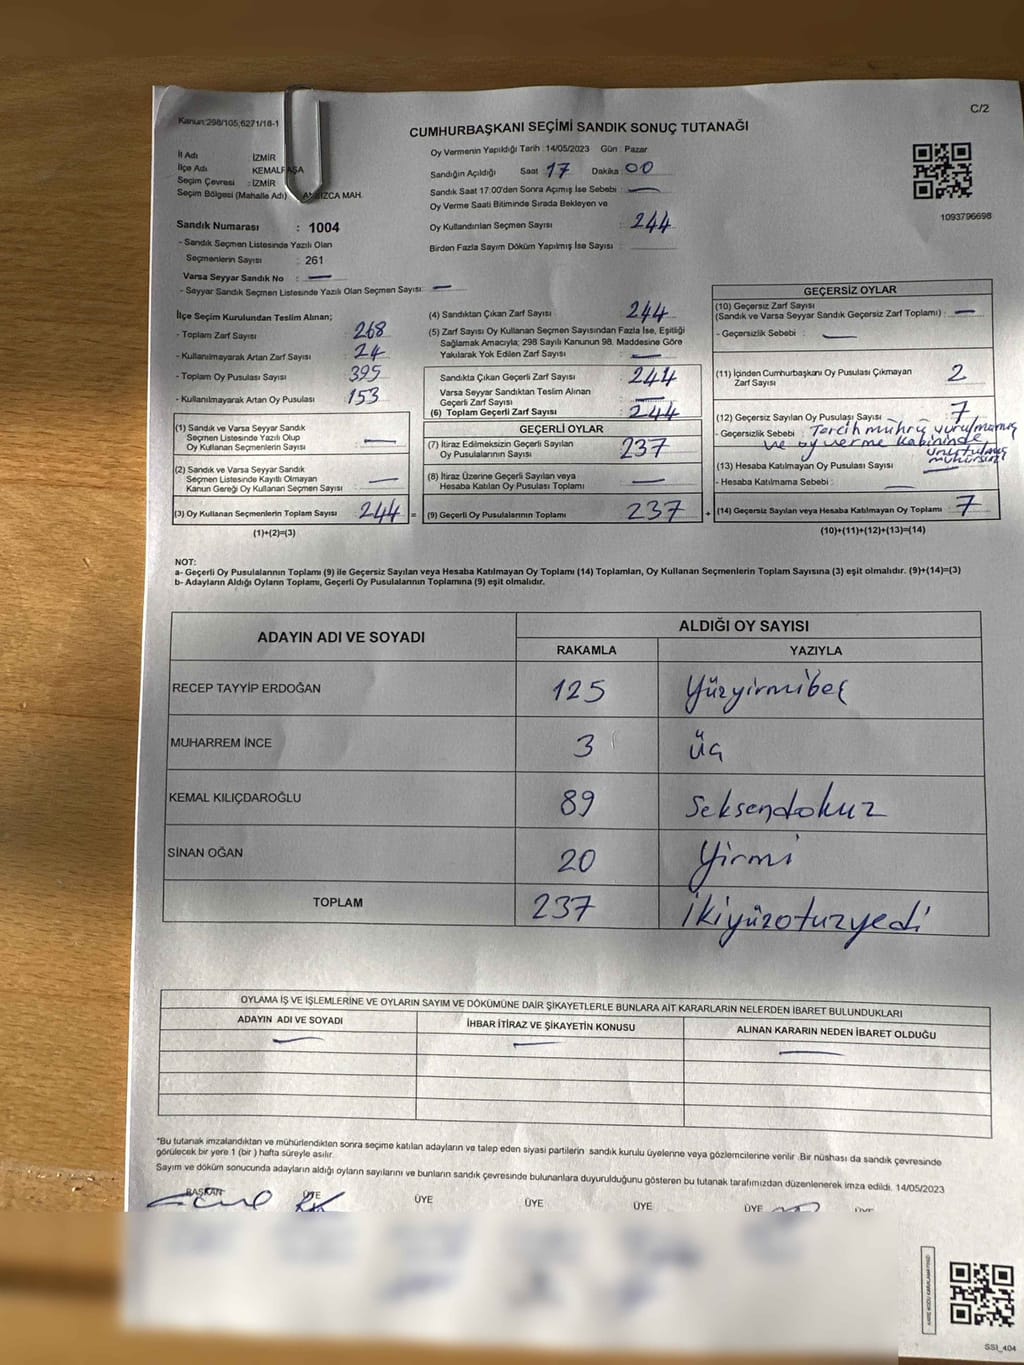 C/2
Kanun:298/105,6271/16-1
CUMHURBAŞKANI SEÇİMİ SANDIK SONUÇ TUTANAĞI
İl Adı İZMİR
İlçe Adı KEMALPAŞA
Seçim Çevresi : İZMİR
Seçim Bölgesi (Mahalle Adı) MAH.
Oy Vermenin Yapıldığı Tarih : 14/05/2023 Gün : Pazar
Sandığın Açıldığı Saat : 17 Dakika : 00
Sandık Saat 17:00'den Sonra Açımış İse Sebebi : —
Oy Verme Saati Bitiminde Sırada Bekleyen ve
Oy Kullandırılan Seçmen Sayısı : 244
Birden Fazla Sayım Döküm Yapılmış İse Sayısı :
1093796698
Sandık Numarası : 1004
- Sandık Seçmen Listesinde Yazılı Olan
Seçmenlerin Sayısı : 261
Varsa Seyyar Sandık No : —
- Seyyar Sandık Seçmen Listesinde Yazılı Olan Seçmen Sayısı: —
İlçe Seçim Kurulundan Teslim Alınan;
- Toplam Zarf Sayısı 268
- Kullanılmayarak Artan Zarf Sayısı 24
- Toplam Oy Pusulası Sayısı 395
- Kullanılmayarak Artan Oy Pusulası 153
(1) Sandık ve Varsa Seyyar Sandık
Seçmen Listesinde Yazılı Olup
Oy Kullanan Seçmen Sayısı —
(2) Sandık ve Varsa Seyyar Sandık
Seçmen Listesinde Kayıtlı Olmayan
Kanun Gereği Oy Kullanan Seçmen Sayısı —
(3) Oy Kullanan Seçmenlerin Toplam Sayısı : 244 =
(1)+(2)=(3)
(4) Sandıktan Çıkan Zarf Sayısı 244
(5) Zarf Sayısı Oy Kullanan Seçmen Sayısından Fazla İse, Eşitliği
Sağlamak Amacıyla; 298 Sayılı Kanunun 98. Maddesine Göre
Yakılarak Yok Edilen Zarf Sayısı : —
Sandıkta Çıkan Geçerli Zarf Sayısı 244
Varsa Seyyar Sandıktan Teslim Alınan
Geçerli Zarf Sayısı —
(6) Toplam Geçerli Zarf Sayısı : 244
GEÇERLİ OYLAR
(7) İtiraz Edilmeksizin Geçerli Sayılan
Oy Pusulalarının Sayısı : 237
(8) İtiraz Üzerine Geçerli Sayılan veya
Hesaba Katılan Oy Pusulası Toplamı : —
(9) Geçerli Oy Pusulalarının Toplamı : 237 +
GEÇERSİZ OYLAR
(10) Geçersiz Zarf Sayısı
(Sandık ve Varsa Seyyar Sandık Geçersiz Zarf Toplamı) : —
- Geçersizlik Sebebi : —
(11) İçinden Cumhurbaşkanı Oy Pusulası Çıkmayan
Zarf Sayısı 2
(12) Geçersiz Sayılan Oy Pusulası Sayısı : 7
- Geçersizlik Sebebi : Tercih mührü vurulmamış
ve oy verme kabininde
unutulmuş
mühürsüz
(13) Hesaba Katılmayan Oy Pusulası Sayısı —
- Hesaba Katılmama Sebebi : —
(14) Geçersiz Sayılan veya Hesaba Katılmayan Oy Toplamı : 7
(10)+(11)+(12)+(13)=(14)
NOT:
a- Geçerli Oy Pusulalarının Toplamı (9) ile Geçersiz Sayılan veya Hesaba Katılmayan Oy Toplamı (14) Toplamları, Oy Kullanan Seçmenlerin Toplam Sayısına (3) eşit olmalıdır. (9)+(14)=(3)
b- Adayların Aldığı Oyların Toplamı, Geçerli Oy Pusulalarının Toplamına (9) eşit olmalıdır.
ADAYIN ADI VE SOYADI ALDIĞI OY SAYISI
RAKAMLA YAZIYLA
RECEP TAYYİP ERDOĞAN 125 Yüzyirmibeş
MUHARREM İNCE 3 üç
KEMAL KILIÇDAROĞLU 89 Seksendokuz
SİNAN OĞAN 20 Yirmi
TOPLAM 237 İkiyüzotuzyedi
OYLAMA İŞ VE İŞLEMLERİNE VE OYLARIN SAYIM VE DÖKÜMÜNE DAİR ŞİKAYETLERLE BUNLARA AİT KARARLARIN NELERDEN İBARET BULUNDUKLARI
ADAYIN ADI VE SOYADI İHBAR İTİRAZ VE ŞİKAYETİN KONUSU ALINAN KARARIN NEDEN İBARET OLDUĞU
— — —
*Bu tutanak imzalandıktan ve mühürlendikten sonra seçime katılan adayların ve talep eden siyasi partilerin sandık kurulu üyelerine veya gözlemcilerine verilir .Bir nüshası da sandık çevresinde
görülecek bir yere 1 (bir ) hafta süreyle asılır.
Sayım ve döküm sonucunda adayların aldığı oyların sayılarını ve bunların sandık çevresinde bulunanlara duyurulduğunu gösteren bu tutanak tarafımızdan düzenlenerek imza edildi. 14/05/2023
BAŞKAN ÜYE ÜYE ÜYE ÜYE ÜYE ÜYE
SSI_404